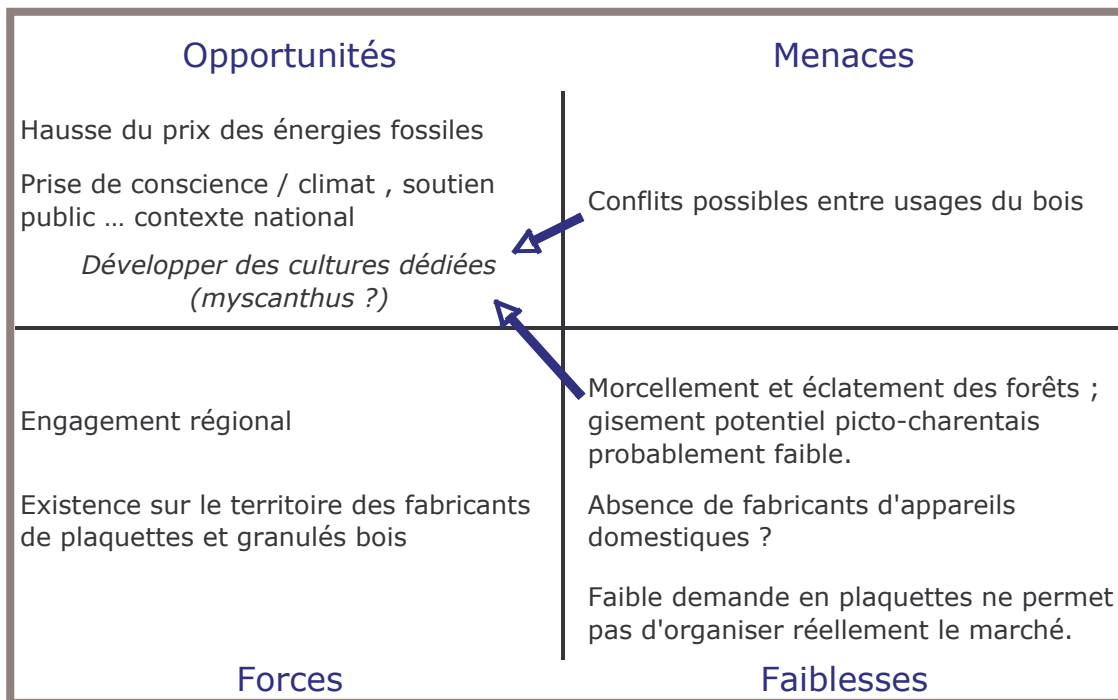 Opportunités
Menaces
Hausse du prix des énergies fossiles
Prise de conscience / climat , soutien
public ... contexte national
Développer des cultures dédiées
(myscanthus ?)
Conflits possibles entre usages du bois
Engagement régional
Existence sur le territoire des fabricants
de plaquettes et granulés bois
Morcellement et éclatement des forêts ;
gisement potentiel picto-charentais
probablement faible.
Absence de fabricants d'appareils
domestiques ?
Faible demande en plaquettes ne permet
pas d'organiser réellement le marché.
Forces
Faiblesses